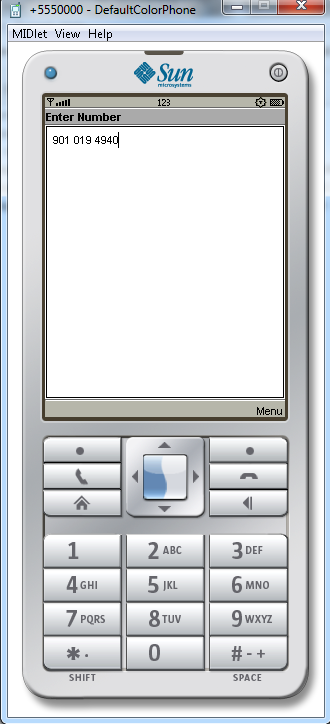 +5550000 - DefaultColorPhone
MIDlet View Help
Sun
microsystems
123
Enter Number
901 019 4940
Menu
1 2 ABC 3 DEF
4 GHI 5 JKL 6 MNO
7 PQRS 8 TUV 9 WXYZ
* . 0 # - +
SHIFT SPACE